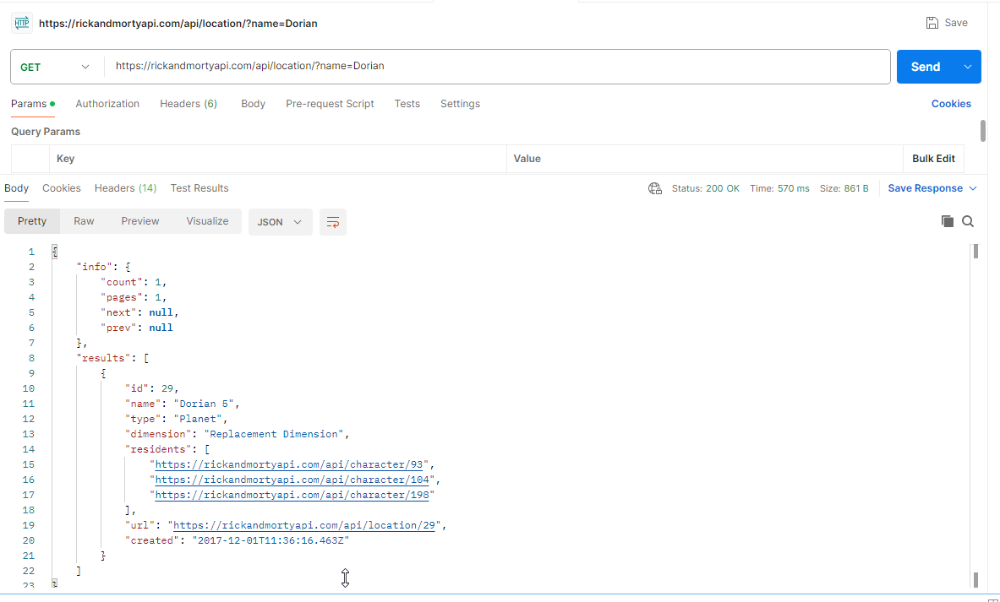 HTTP https://rickandmortyapi.com/api/location/?name=Dorian Save
GET https://rickandmortyapi.com/api/location/?name=Dorian Send
Params Authorization Headers (6) Body Pre-request Script Tests Settings Cookies
Query Params
Key Value Bulk Edit
Body Cookies Headers (14) Test Results Status: 200 OK Time: 570 ms Size: 861 B Save Response
Pretty Raw Preview Visualize JSON
1 {
2 "info": {
3 "count": 1,
4 "pages": 1,
5 "next": null,
6 "prev": null
7 },
8 "results": [
9 {
10 "id": 29,
11 "name": "Dorian 5",
12 "type": "Planet",
13 "dimension": "Replacement Dimension",
14 "residents": [
15 "https://rickandmortyapi.com/api/character/93",
16 "https://rickandmortyapi.com/api/character/104",
17 "https://rickandmortyapi.com/api/character/198"
18 ],
19 "url": "https://rickandmortyapi.com/api/location/29",
20 "created": "2017-12-01T11:36:16.463Z"
21 }
22 ]
23 }